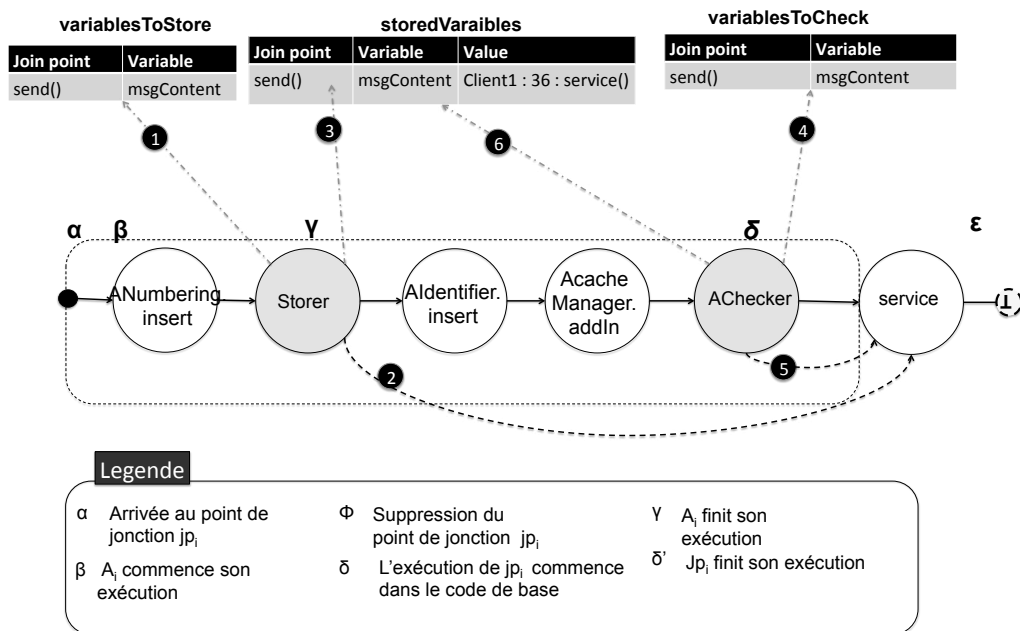 variablesToStore
storedVaraibles
variablesToCheck
Join point Variable
send() msgContent
Join point Variable Value
send() msgContent Client1 : 36 : service()
Join point Variable
send() msgContent
1
3
6
4
α
β
γ
δ
ε
ANumbering.
insert
Storer
AIdentifier.
insert
Acache
Manager.
addIn
AChecker
service
2
5
Legende
α Arrivée au point de
jonction jpi
β Ai commence son
exécution
Φ Suppression du
point de jonction jpi
δ L'exécution de jpi commence
dans le code de base
γ Ai finit son
exécution
δ' Jpi finit son exécution